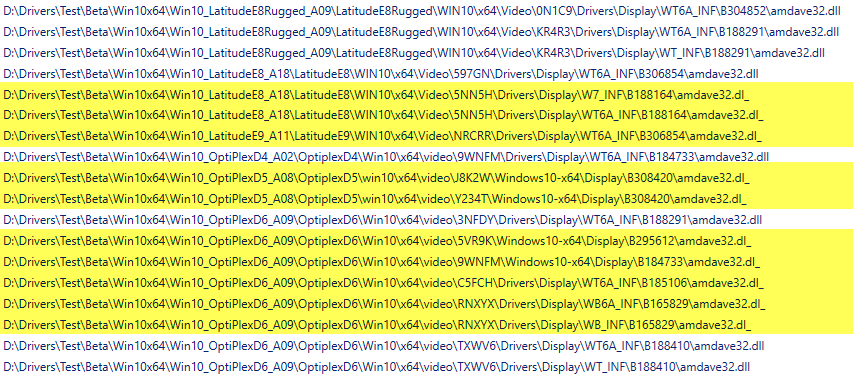 D:\Drivers\Test\Beta\Win10x64\Win10_LatitudeE8Rugged_A09\LatitudeE8Rugged\WIN10\x64\Video\0N1C9\Drivers\Display\WT6A_INF\B304852\amdave32.dll
D:\Drivers\Test\Beta\Win10x64\Win10_LatitudeE8Rugged_A09\LatitudeE8Rugged\WIN10\x64\Video\KR4R3\Drivers\Display\WT6A_INF\B188291\amdave32.dll
D:\Drivers\Test\Beta\Win10x64\Win10_LatitudeE8Rugged_A09\LatitudeE8Rugged\WIN10\x64\Video\KR4R3\Drivers\Display\WT_INF\B188291\amdave32.dll
D:\Drivers\Test\Beta\Win10x64\Win10_LatitudeE8_A18\LatitudeE8\WIN10\x64\Video\597GN\Drivers\Display\WT6A_INF\B306854\amdave32.dll
D:\Drivers\Test\Beta\Win10x64\Win10_LatitudeE8_A18\LatitudeE8\WIN10\x64\Video\5NN5H\Drivers\Display\W7_INF\B188164\amdave32.dl_
D:\Drivers\Test\Beta\Win10x64\Win10_LatitudeE8_A18\LatitudeE8\WIN10\x64\Video\5NN5H\Drivers\Display\WT6A_INF\B188164\amdave32.dl_
D:\Drivers\Test\Beta\Win10x64\Win10_LatitudeE9_A11\LatitudeE9\WIN10\x64\Video\NRCRR\Drivers\Display\WT6A_INF\B306854\amdave32.dl_
D:\Drivers\Test\Beta\Win10x64\Win10_OptiPlexD4_A02\OptiplexD4\Win10\x64\video\9WNFM\Drivers\Display\WT6A_INF\B184733\amdave32.dll
D:\Drivers\Test\Beta\Win10x64\Win10_OptiPlexD5_A08\OptiplexD5\win10\x64\video\J8K2W\Windows10-x64\Display\B308420\amdave32.dl_
D:\Drivers\Test\Beta\Win10x64\Win10_OptiPlexD5_A08\OptiplexD5\win10\x64\video\Y234T\Windows10-x64\Display\B308420\amdave32.dl_
D:\Drivers\Test\Beta\Win10x64\Win10_OptiPlexD6_A09\OptiplexD6\Win10\x64\video\3NFDY\Drivers\Display\WT6A_INF\B188291\amdave32.dll
D:\Drivers\Test\Beta\Win10x64\Win10_OptiPlexD6_A09\OptiplexD6\Win10\x64\video\5VR9K\Windows10-x64\Display\B295612\amdave32.dl_
D:\Drivers\Test\Beta\Win10x64\Win10_OptiPlexD6_A09\OptiplexD6\Win10\x64\video\9WNFM\Windows10-x64\Display\B184733\amdave32.dl_
D:\Drivers\Test\Beta\Win10x64\Win10_OptiPlexD6_A09\OptiplexD6\Win10\x64\video\C5FCH\Drivers\Display\WT6A_INF\B185106\amdave32.dl_
D:\Drivers\Test\Beta\Win10x64\Win10_OptiPlexD6_A09\OptiplexD6\Win10\x64\video\RNXYX\Drivers\Display\WB6A_INF\B165829\amdave32.dl_
D:\Drivers\Test\Beta\Win10x64\Win10_OptiPlexD6_A09\OptiplexD6\Win10\x64\video\RNXYX\Drivers\Display\WB_INF\B165829\amdave32.dl_
D:\Drivers\Test\Beta\Win10x64\Win10_OptiPlexD6_A09\OptiplexD6\Win10\x64\video\TXWV6\Drivers\Display\WT6A_INF\B188410\amdave32.dll
D:\Drivers\Test\Beta\Win10x64\Win10_OptiPlexD6_A09\OptiplexD6\Win10\x64\video\TXWV6\Drivers\Display\WT_INF\B188410\amdave32.dll